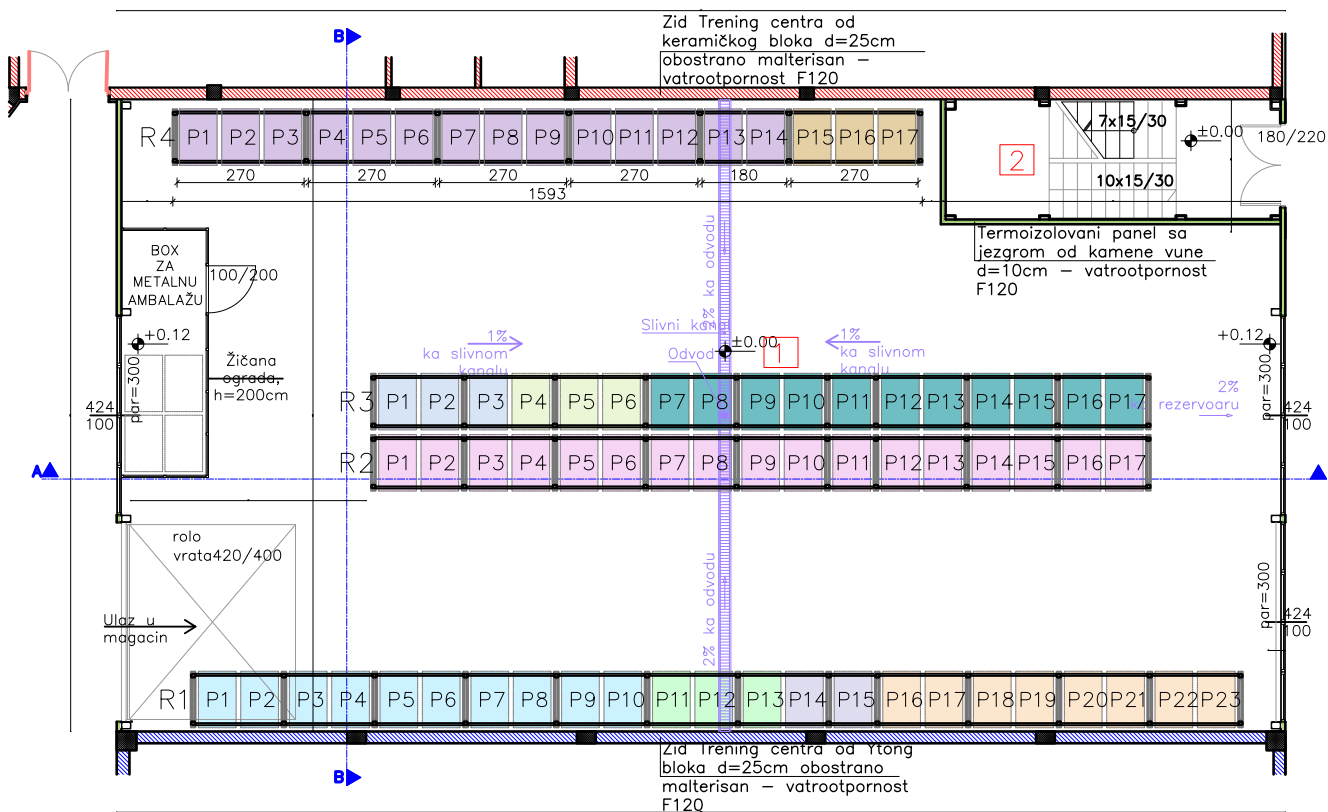 Zid Trening centra od
keramičkog bloka d=25cm
obostrano malterisan –
vatrootpornost F120
B
R4 P1 P2 P3 P4 P5 P6 P7 P8 P9 P10 P11 P12 P13 P14 P15 P16 P17
270 270 270 270 180 270
1593
7x15/30
±0.00
180/220
2
10x15/30
Termoizolovani panel sa
jezgrom od kamene vune
d=10cm – vatrootpornost
F120
BOX
ZA
METALNU
AMBALAŽU
100/200
+0.12
par=300
Žičana
ograda,
h=200cm
424
100
2% ka odvodu
Slivni kanal
Odvod
±0.00
1
1%
ka slivnom
kanalu
1%
ka slivnom
kanalu
+0.12
par=300
2%
ka rezervoaru
424
100
R3 P1 P2 P3 P4 P5 P6 P7 P8 P9 P10 P11 P12 P13 P14 P15 P16 P17
R2 P1 P2 P3 P4 P5 P6 P7 P8 P9 P10 P11 P12 P13 P14 P15 P16 P17
A
rolo
vrata420/400
Ulaz u
magacin
2% ka odvodu
par=300
424
100
R1 P1 P2 P3 P4 P5 P6 P7 P8 P9 P10 P11 P12 P13 P14 P15 P16 P17 P18 P19 P20 P21 P22 P23
B
Zid Trening centra od Ytong
bloka d=25cm obostrano
malterisan – vatrootpornost
F120